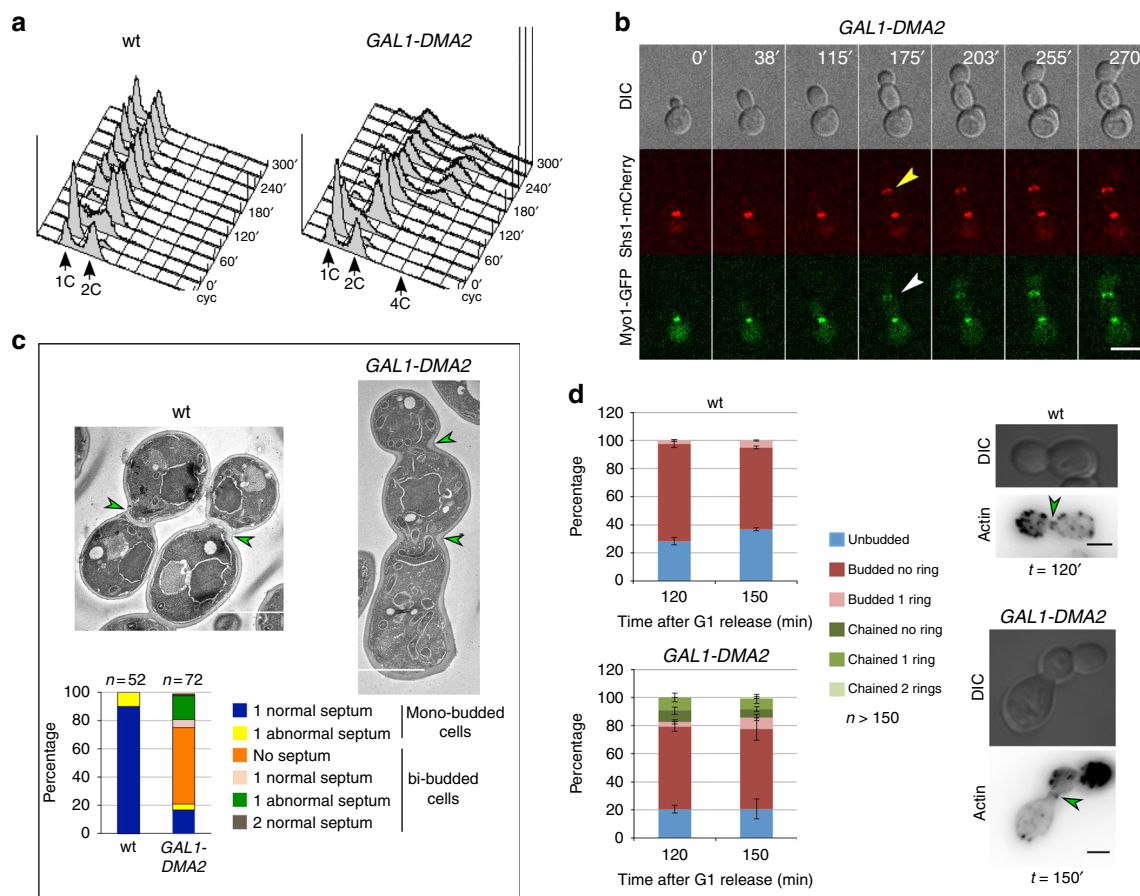 a
wt
GAL1-DMA2
300′
240′
180′
120′
60′
0′
cyc
1C
2C
300′
240′
180′
120′
60′
0′
cyc
1C
2C
4C
b
GAL1-DMA2
0′ 38′ 115′ 175′ 203′ 255′ 270′
DIC
Shs1-mCherry
Myo1-GFP
c
wt
GAL1-DMA2
n=52 n=72
100
80
60
40
20
0
Percentage
wt
GAL1-
DMA2
1 normal septum
1 abnormal septum
No septum
1 normal septum
1 abnormal septum
2 normal septum
Mono-budded
cells
bi-budded
cells
d
wt
120
100
80
60
40
20
0
Percentage
120 150
Time after G1 release (min)
GAL1-DMA2
120
100
80
60
40
20
0
Percentage
120 150
Time after G1 release (min)
Unbudded
Budded no ring
Budded 1 ring
Chained no ring
Chained 1 ring
Chained 2 rings
n > 150
wt
DIC
Actin
t = 120′
GAL1-DMA2
DIC
Actin
t = 150′